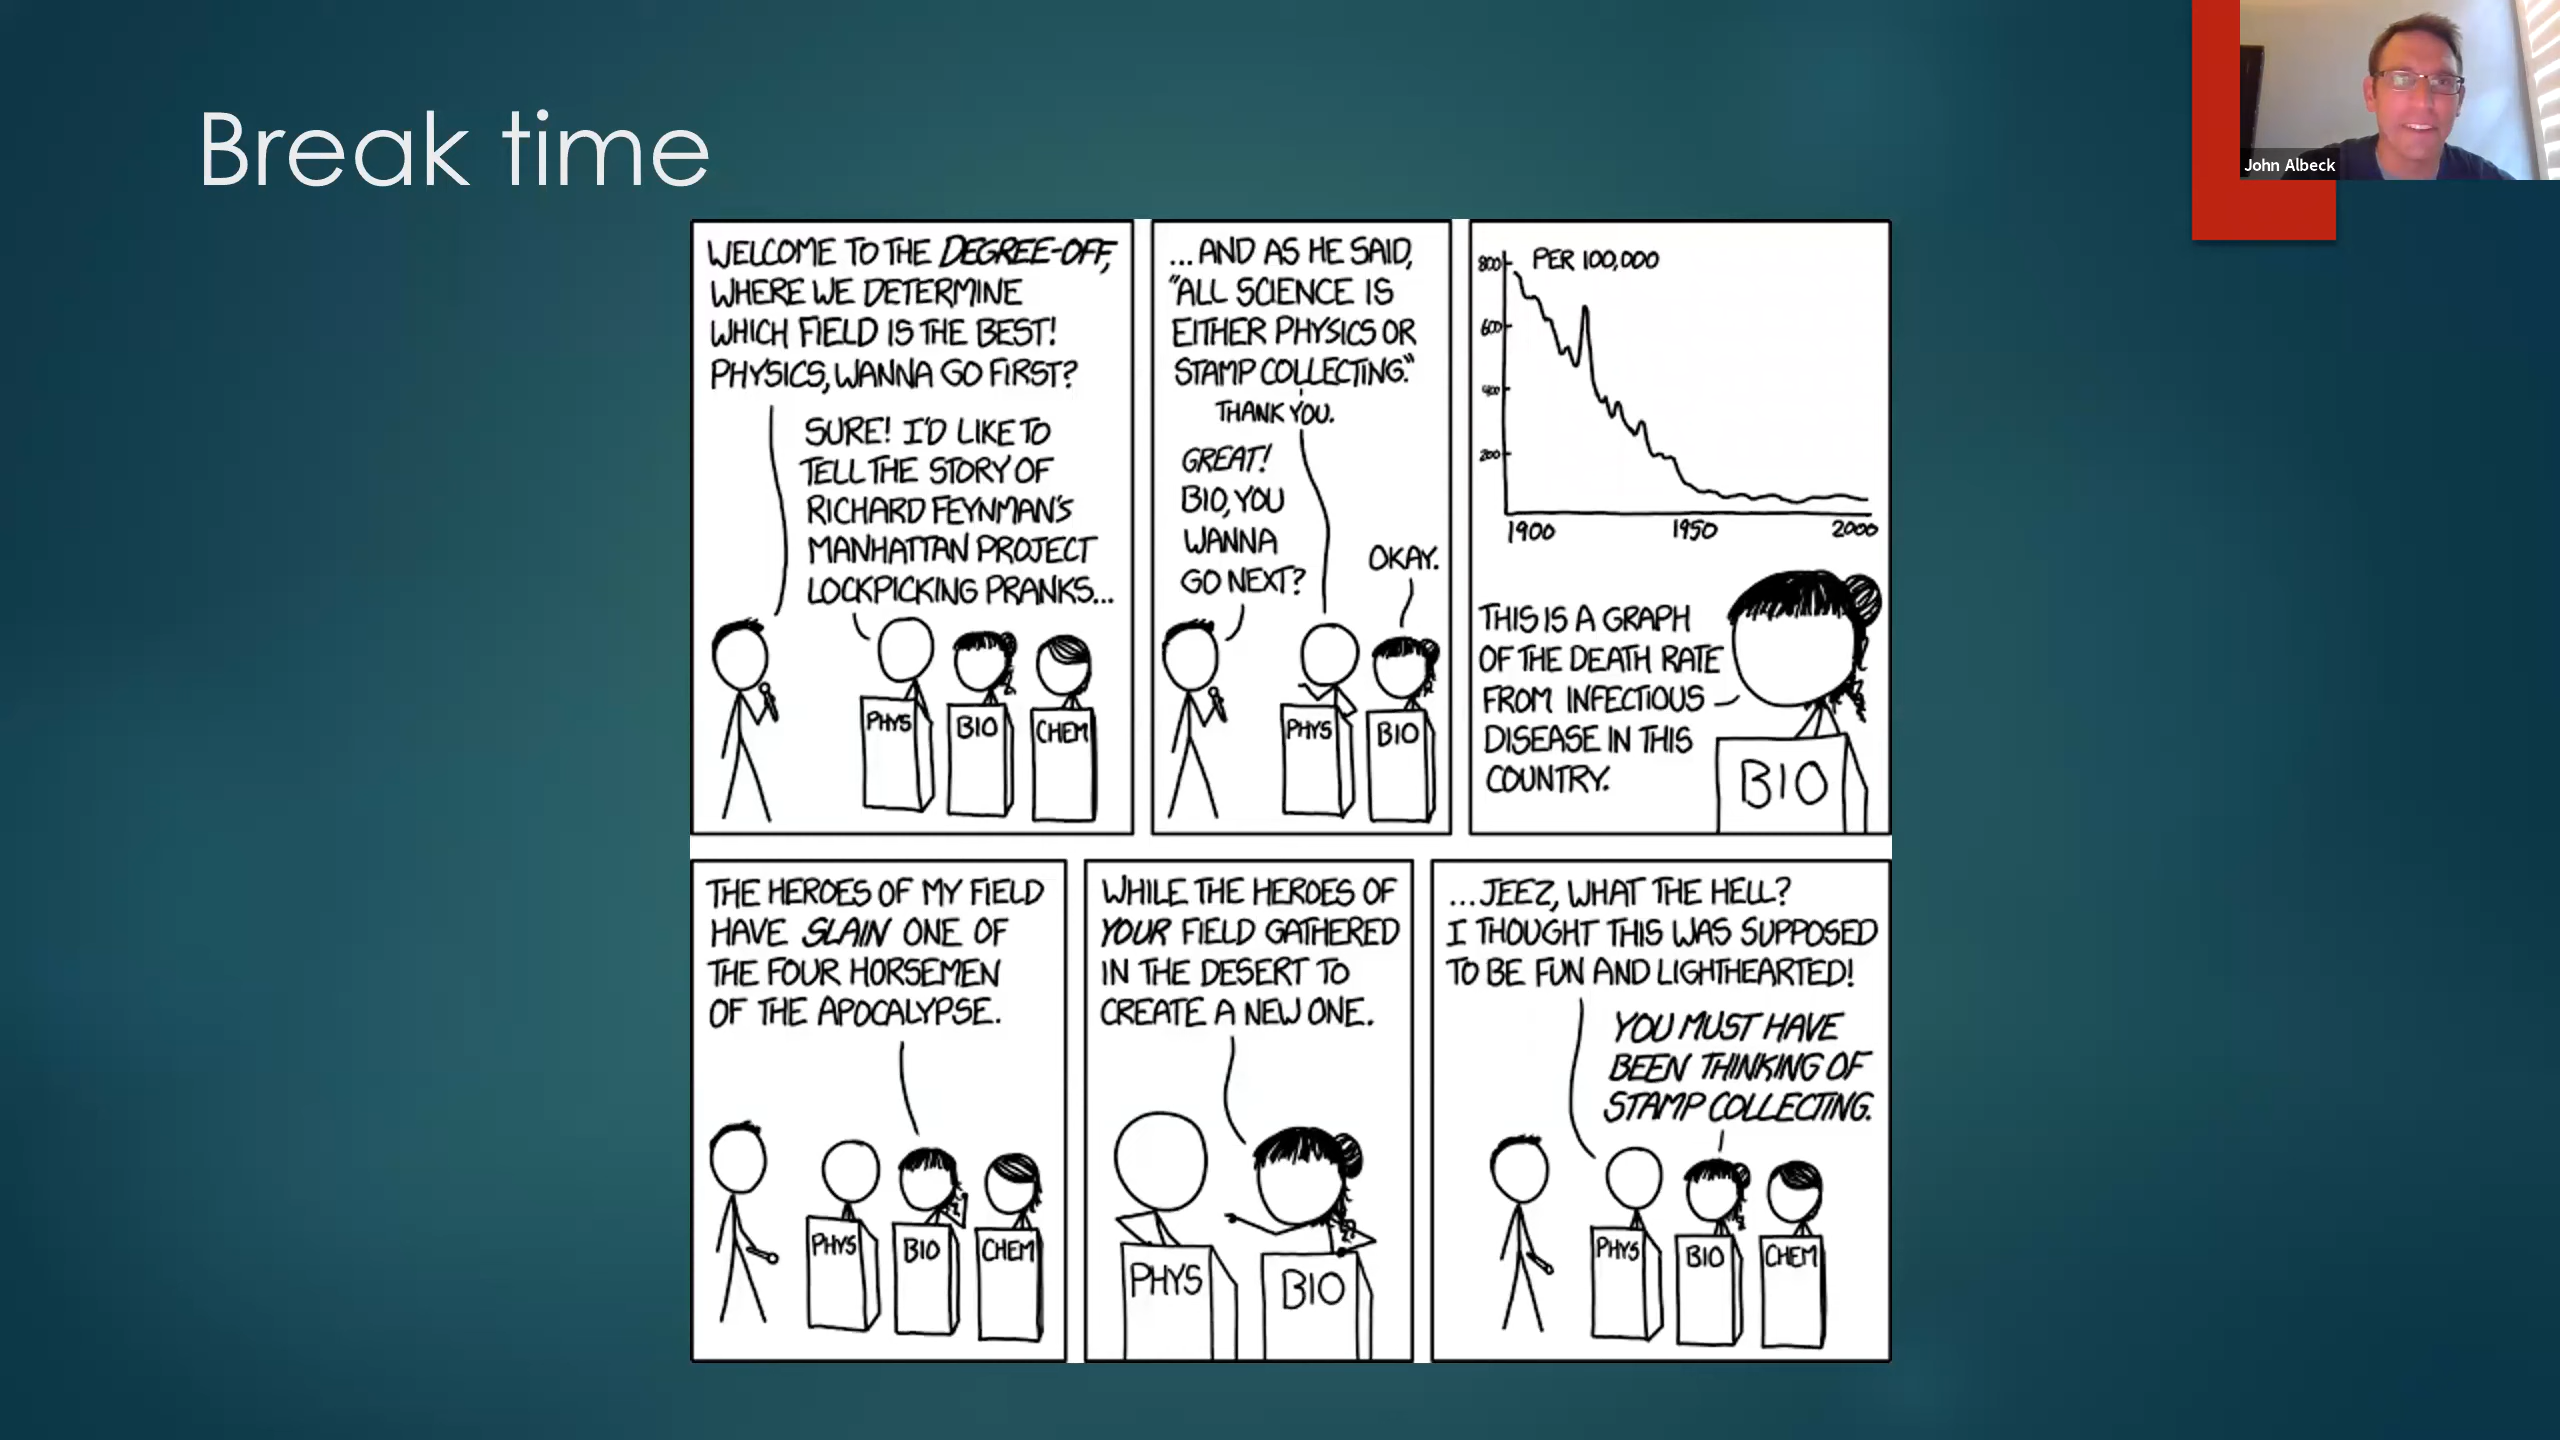 Break time
John Albeck
WELCOME TO THE DEGREE-OFF,
WHERE WE DETERMINE
WHICH FIELD IS THE BEST!
PHYSICS, WANNA GO FIRST?
SURE! I'D LIKE TO
TELL THE STORY OF
RICHARD FEYNMAN'S
MANHATTAN PROJECT
LOCKPICKING PRANKS...
PHYS
BIO
CHEM
...AND AS HE SAID,
"ALL SCIENCE IS
EITHER PHYSICS OR
STAMP COLLECTING."
THANK YOU.
GREAT!
BIO, YOU
WANNA
GO NEXT?
OKAY.
PHYS
BIO
PER 100,000
800
600
400
200
1900 1950 2000
THIS IS A GRAPH
OF THE DEATH RATE
FROM INFECTIOUS
DISEASE IN THIS
COUNTRY.
BIO
THE HEROES OF MY FIELD
HAVE SLAIN ONE OF
THE FOUR HORSEMEN
OF THE APOCALYPSE.
PHYS
BIO
CHEM
WHILE THE HEROES OF
YOUR FIELD GATHERED
IN THE DESERT TO
CREATE A NEW ONE.
PHYS
BIO
...JEEZ, WHAT THE HELL?
I THOUGHT THIS WAS SUPPOSED
TO BE FUN AND LIGHTHEARTED!
YOU MUST HAVE
BEEN THINKING OF
STAMP COLLECTING.
PHYS
BIO
CHEM